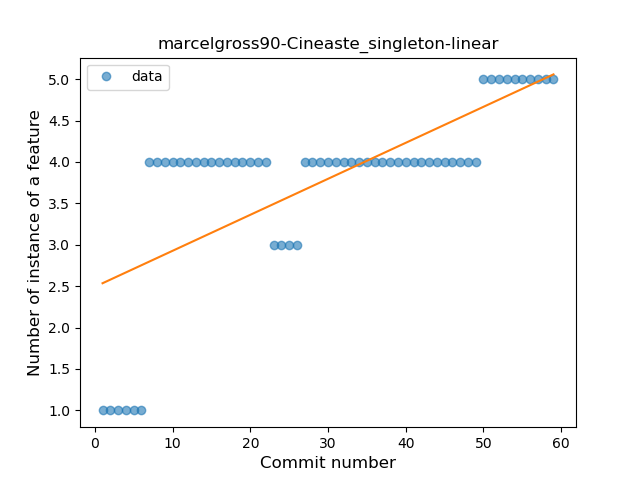 marcelgross90-Cineaste_singleton-linear
data
Number of instance of a feature
5.0
4.5
4.0
3.5
3.0
2.5
2.0
1.5
1.0
0 10 20 30 40 50 60
Commit number